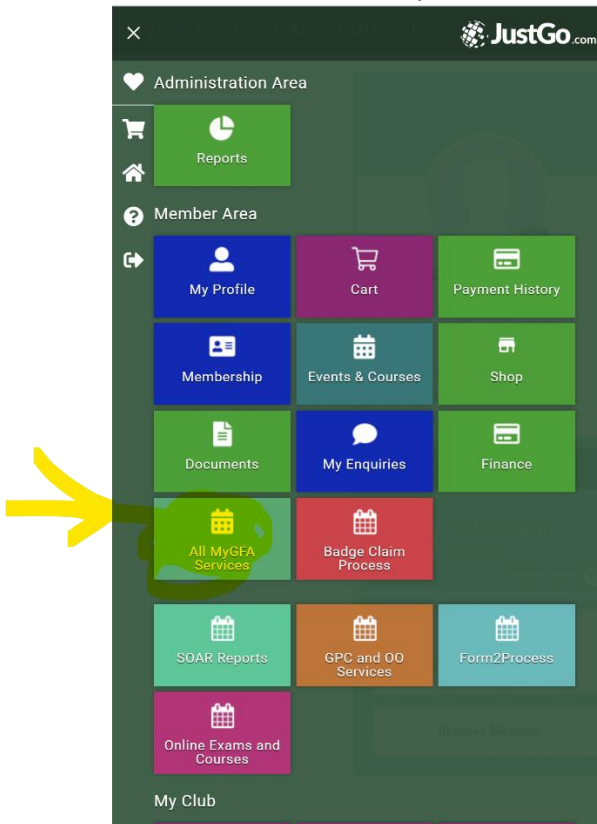 JustGo.com
Administration Area
Reports
Member Area
My Profile
Cart
Payment History
Membership
Events & Courses
Shop
Documents
My Enquiries
Finance
All MyGFA
Services
Badge Claim
Process
SOAR Reports
GPC and OO
Services
Form2Process
Online Exams and
Courses
Remove Member
My Club